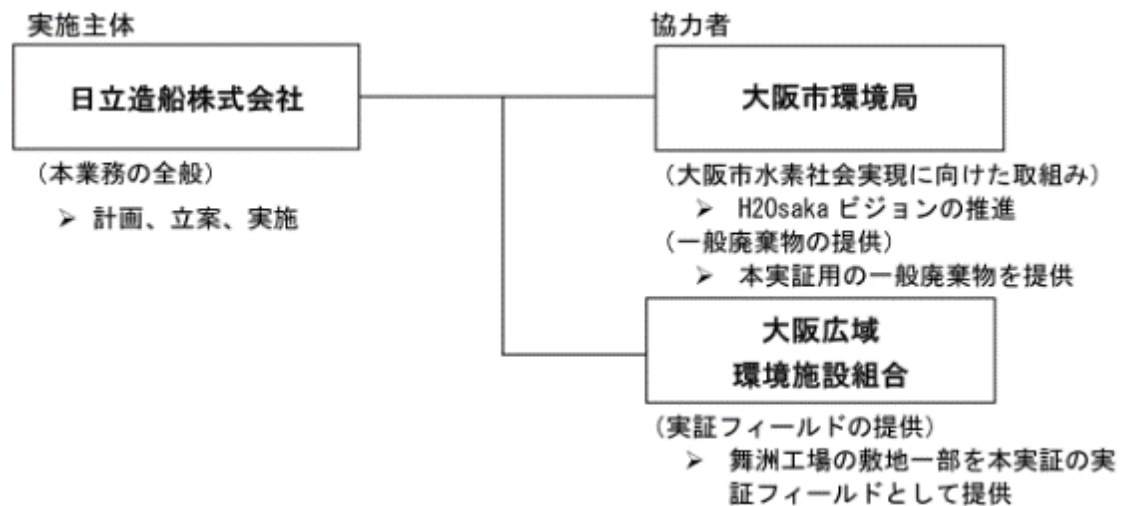 実施主体
日立造船株式会社
(本業務の全般)
➢ 計画、立案、実施
協力者
大阪市環境局
(大阪市水素社会実現に向けた取組み)
➢ H2Osaka ビジョンの推進
(一般廃棄物の提供)
➢ 本実証用の一般廃棄物を提供
大阪広域
環境施設組合
(実証フィールドの提供)
➢ 舞洲工場の敷地一部を本実証の実
証フィールドとして提供